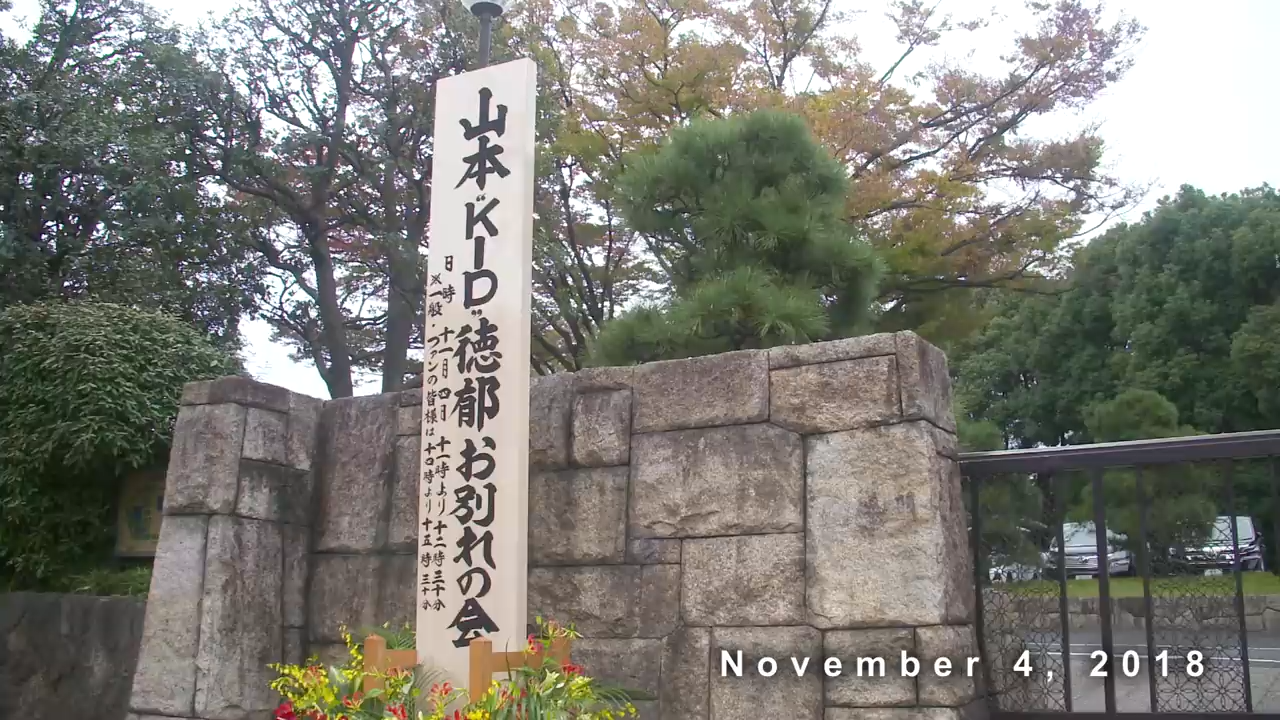 山本"KID"徳郁 お別れの会
日時 十一月四日 十一時より十二時三十分
※一般・ファンの皆様は十四時より十五時三十分
November 4, 2018